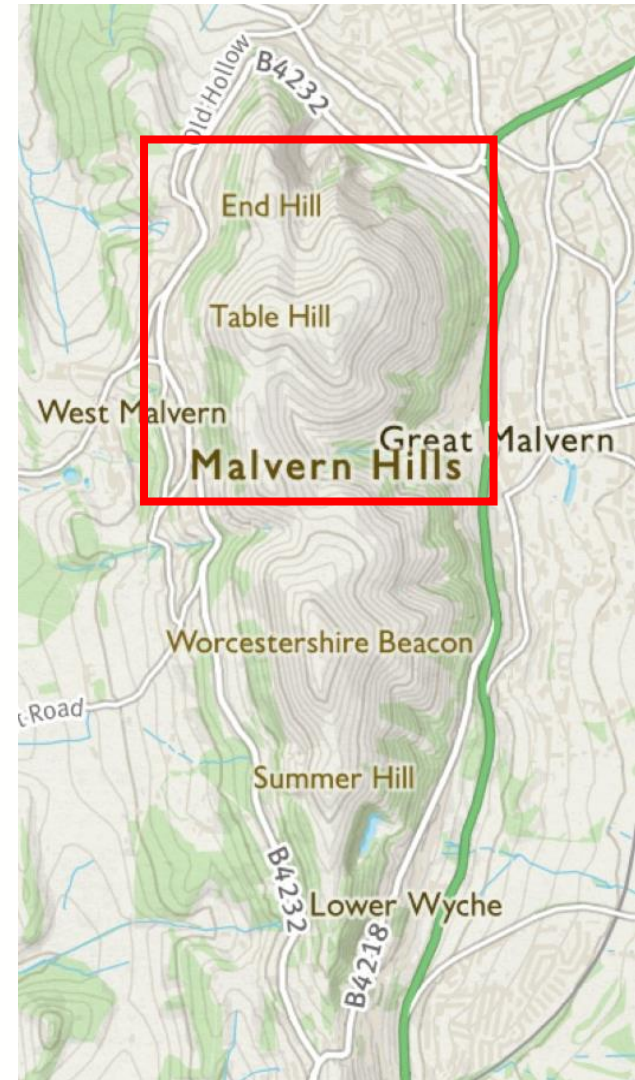 Old Hollow
B4232
End Hill
Table Hill
West Malvern
Great Malvern
Malvern Hills
Worcestershire Beacon
Road
Summer Hill
B4232
Lower Wyche
B4218